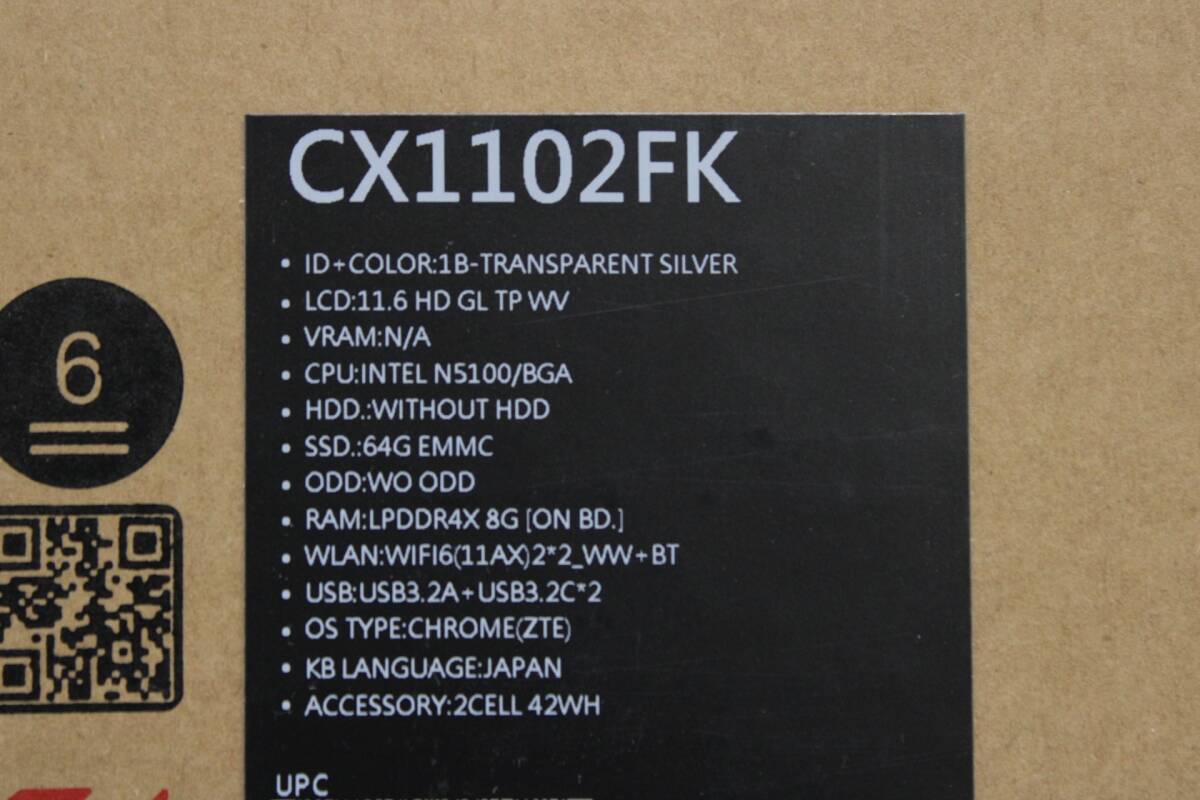 CX1102FK
• ID+COLOR:1B-TRANSPARENT SILVER
• LCD:11.6 HD GL TP WV
• VRAM:N/A
• CPU:INTEL N5100/BGA
• HDD.:WITHOUT HDD
• SSD.:64G EMMC
• ODD:WO ODD
• RAM:LPDDR4X 8G [ON BD.]
• WLAN:WIFI6(11AX)2*2_WW+BT
• USB:USB3.2A+USB3.2C*2
• OS TYPE:CHROME(ZTE)
• KB LANGUAGE:JAPAN
• ACCESSORY:2CELL 42WH
UPC
6